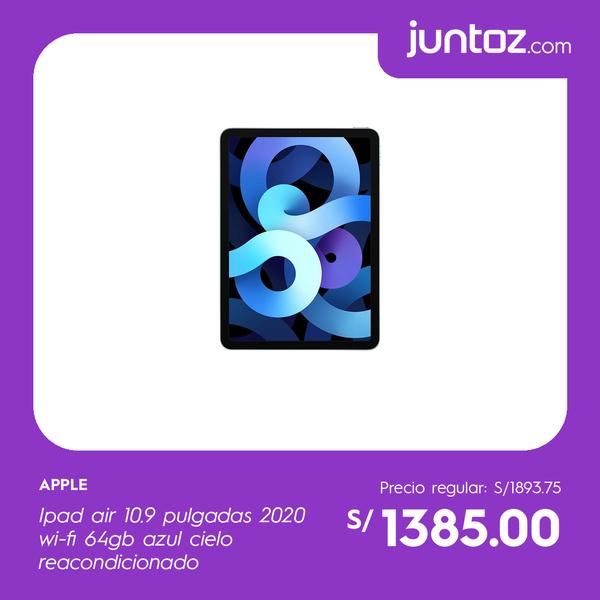 juntoz.com
APPLE
Ipad air 10.9 pulgadas 2020
wi-fi 64gb azul cielo
reacondicionado
Precio regular: S/1893.75
S/1385.00